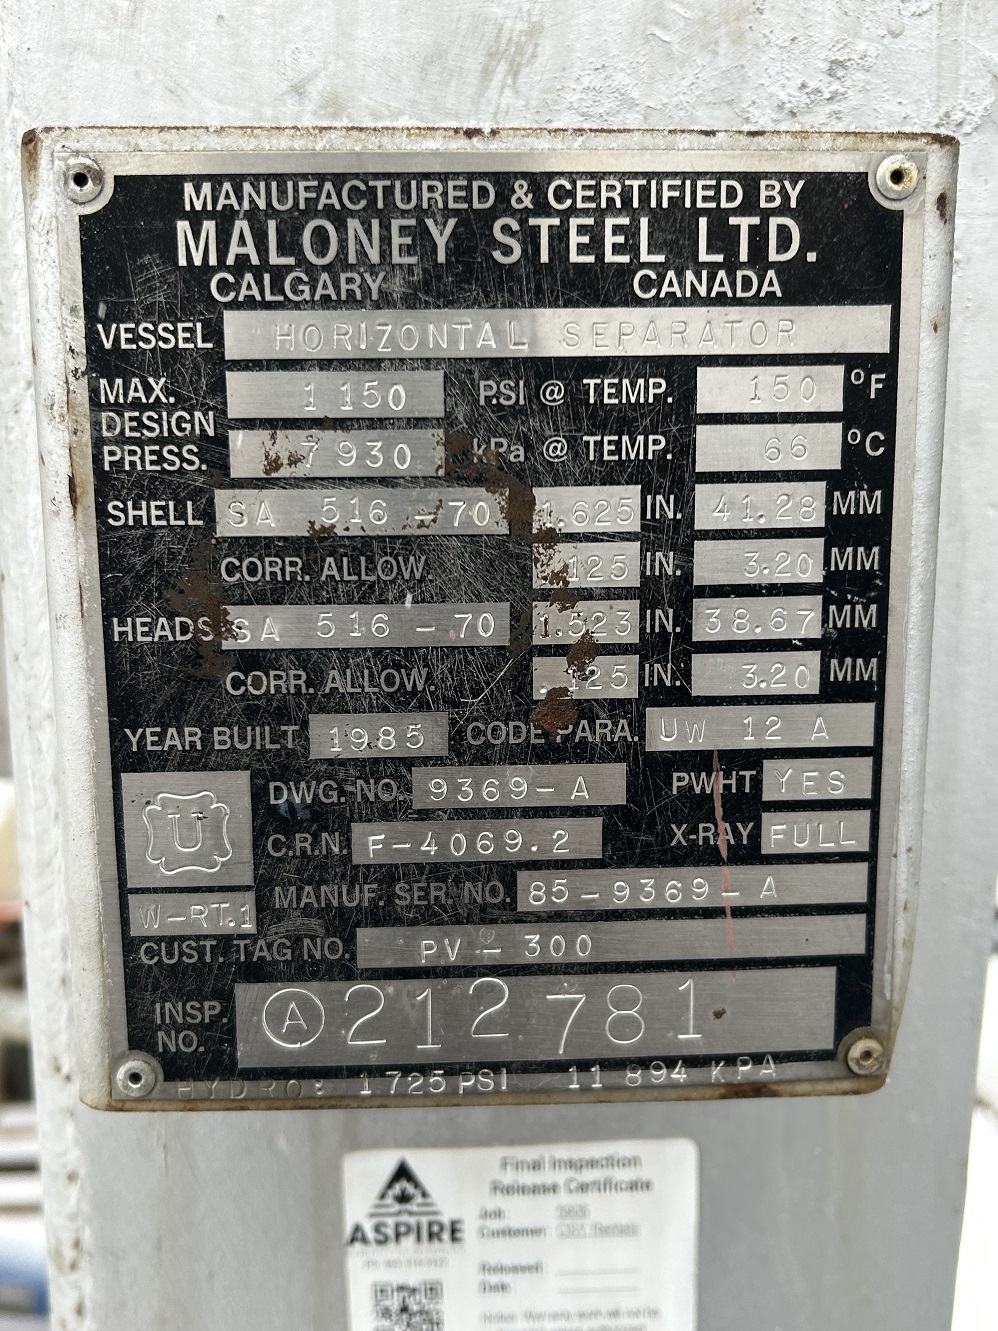 MANUFACTURED & CERTIFIED BY
MALONEY STEEL LTD.
CALGARY CANADA
VESSEL HORIZONTAL SEPARATOR
MAX. DESIGN PRESS. 1150 PSI @ TEMP. 150 °F
7930 kPa @ TEMP. 66 °C
SHELL SA 516-70 1.625 IN. 41.28 MM
CORR. ALLOW. .125 IN. 3.20 MM
HEADS SA 516-70 1.523 IN. 38.67 MM
CORR. ALLOW. .125 IN. 3.20 MM
YEAR BUILT 1985 CODE PARA. UW 12 A
DWG. NO. 9369-A PWHT YES
U
C.R.N. F-4069.2 X-RAY FULL
MANUF. SER. NO. 85-9369-A
W-RT.1
CUST. TAG NO. PV-300
INSP. NO. A 212781
HYDRO: 1725 PSI 11 894 KPA
Final Inspection
Release Certificate
ASPIRE
Job:
Customer:
Released:
Date: